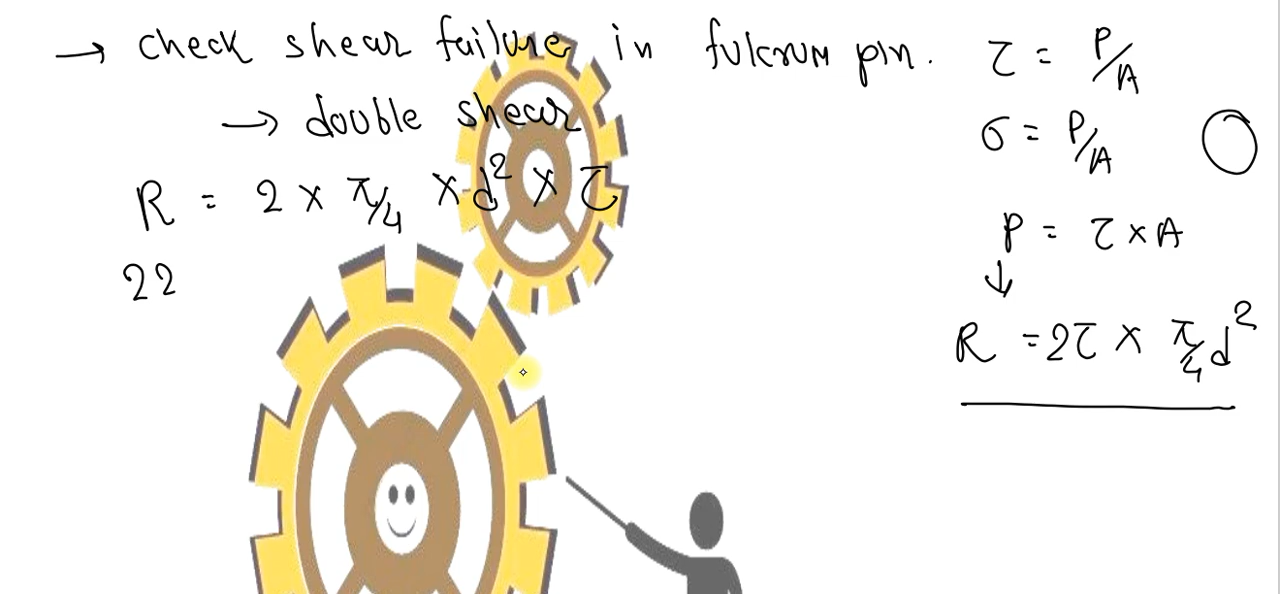 → check shear failure in fulcrum pin.
→ double shear
R = 2 × π/4 × d² × τ
22
τ = P/A
σ = P/A
P = τ × A
↓
R = 2τ × π/4 d²